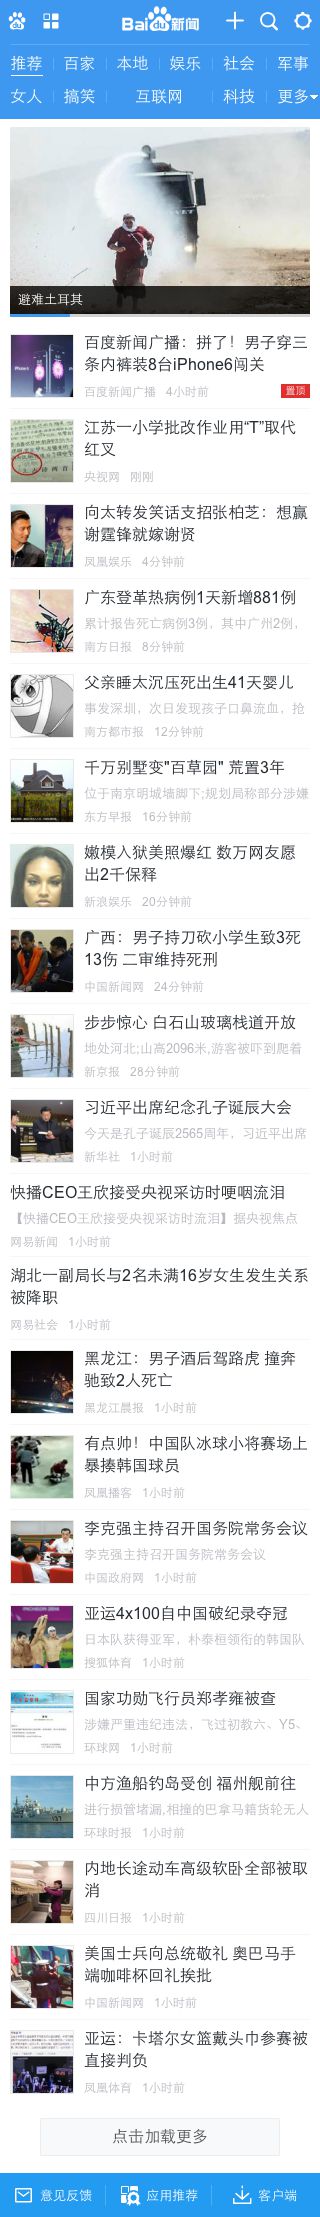 Bai du 新闻
推荐 百家 本地 娱乐 社会 军事
女人 搞笑 互联网 科技 更多
避难土耳其
百度新闻广播：拼了！男子穿三
条内裤装8台iPhone6闯关
百度新闻广播 4小时前 置顶
江苏一小学批改作业用“T”取代
红叉
央视网 刚刚
向太转发笑话支招张柏芝：想赢
谢霆锋就嫁谢贤
凤凰娱乐 4分钟前
广东登革热病例1天新增881例
累计报告死亡病例3例，其中广州2例，
南方日报 8分钟前
父亲睡太沉压死出生41天婴儿
事发深圳，次日发现孩子口鼻流血，抢
南方都市报 12分钟前
千万别墅变"百草园" 荒置3年
位于南京明城墙脚下;规划局称部分涉嫌
东方早报 16分钟前
嫩模入狱美照爆红 数万网友愿
出2千保释
新浪娱乐 20分钟前
广西：男子持刀砍小学生致3死
13伤 二审维持死刑
中国新闻网 24分钟前
步步惊心 白石山玻璃栈道开放
地处河北;山高2096米,游客被吓到爬着
新京报 28分钟前
习近平出席纪念孔子诞辰大会
今天是孔子诞辰2565周年，习近平出席
新华社 1小时前
快播CEO王欣接受央视采访时哽咽流泪
【快播CEO王欣接受央视采访时流泪】据央视焦点
网易新闻 1小时前
湖北一副局长与2名未满16岁女生发生关系
被降职
网易社会 1小时前
黑龙江：男子酒后驾路虎 撞奔
驰致2人死亡
黑龙江晨报 1小时前
有点帅！中国队冰球小将赛场上
暴揍韩国球员
凤凰播客 1小时前
李克强主持召开国务院常务会议
李克强主持召开国务院常务会议
中国政府网 1小时前
亚运4x100自中国破纪录夺冠
日本队获得亚军，朴泰桓领衔的韩国队
搜狐体育 1小时前
国家功勋飞行员郑孝雍被查
涉嫌严重违纪违法，飞过初教六、Y5、
环球网 1小时前
中方渔船钓岛受创 福州舰前往
进行损管堵漏,相撞的巴拿马籍货轮无人
环球时报 1小时前
内地长途动车高级软卧全部被取
消
四川日报 1小时前
美国士兵向总统敬礼 奥巴马手
端咖啡杯回礼挨批
中国新闻网 1小时前
亚运：卡塔尔女篮戴头巾参赛被
直接判负
凤凰体育 1小时前
点击加载更多
意见反馈 应用推荐 客户端